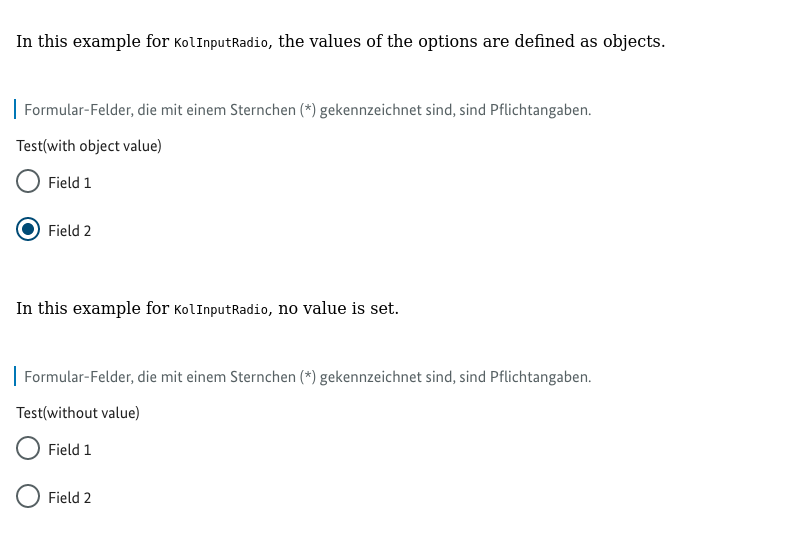 In this example for KolInputRadio, the values of the options are defined as objects.
Formular-Felder, die mit einem Sternchen (*) gekennzeichnet sind, sind Pflichtangaben.
Test(with object value)
Field 1
Field 2
In this example for KolInputRadio, no value is set.
Formular-Felder, die mit einem Sternchen (*) gekennzeichnet sind, sind Pflichtangaben.
Test(without value)
Field 1
Field 2